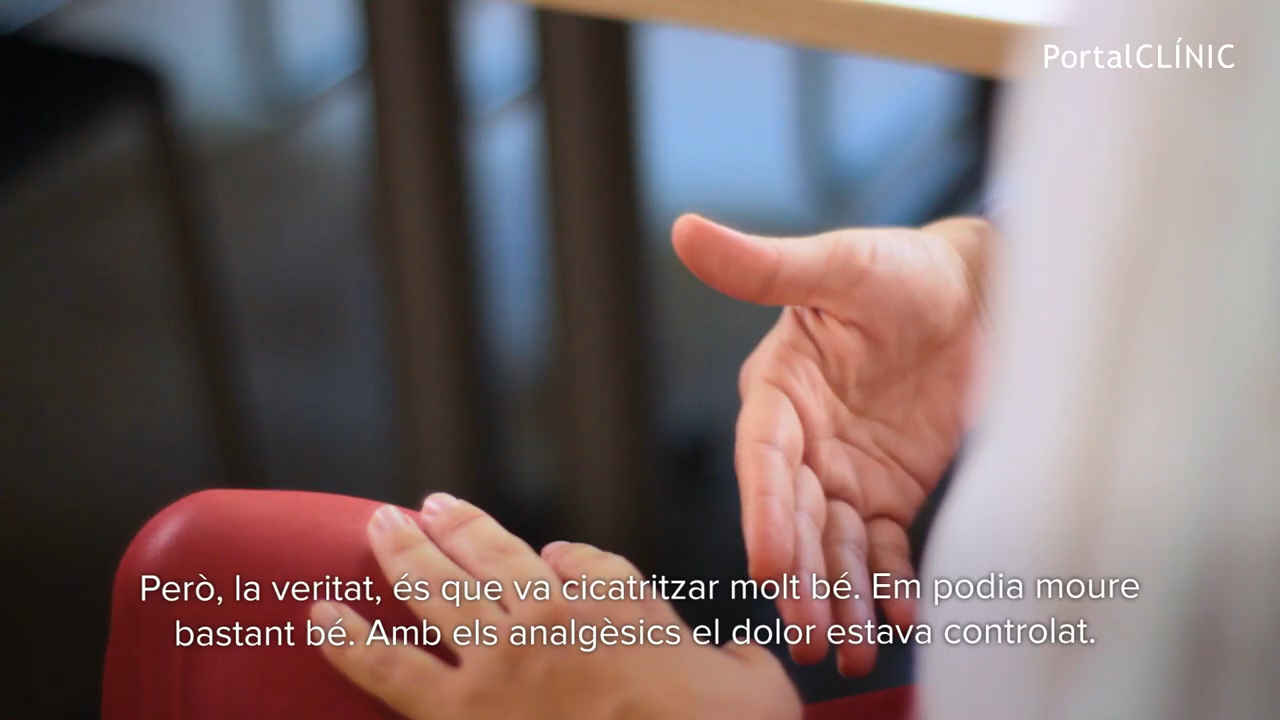 PortalCLÍNIC
Però, la veritat, és que va cicatritzar molt bé. Em podia moure
bastant bé. Amb els analgèsics el dolor estava controlat.